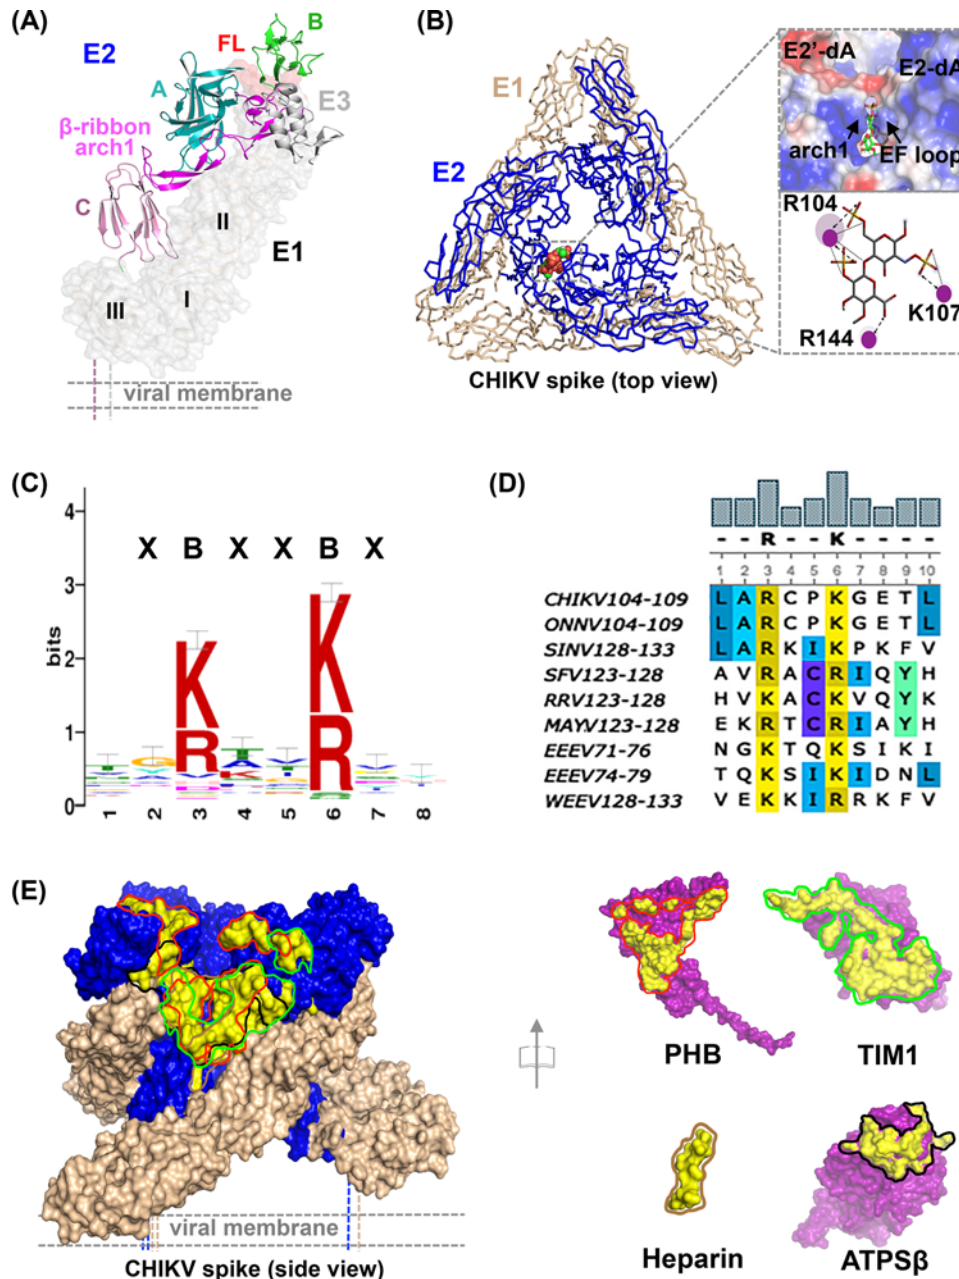 (A)
B
E2
FL
A
E3
β-ribbon
arch1
C
II
E1
I
III
viral membrane
(B)
E1
E2
CHIKV spike (top view)
E2'-dA
E2-dA
arch1
EF loop
R104
K107
R144
(C)
4
3
2
1
0
bits
X B X X B X
K K
R R
1 2 3 4 5 6 7 8
(D)
- - R - - K - - - -
1 2 3 4 5 6 7 8 9 10
CHIKV104-109 L A R C P K G E T L
ONNV104-109 L A R C P K G E T L
SINV128-133 L A R K I K P K F V
SFV123-128 A V R A C R I Q Y H
RRV123-128 H V K A C K V Q Y K
MAYV123-128 E K R T C R I A Y H
EEEV71-76 N G K T Q K S I K I
EEEV74-79 T Q K S I K I D N L
WEEV128-133 V E K K I R R K F V
(E)
viral membrane
CHIKV spike (side view)
PHB
TIM1
Heparin
ATPSβ